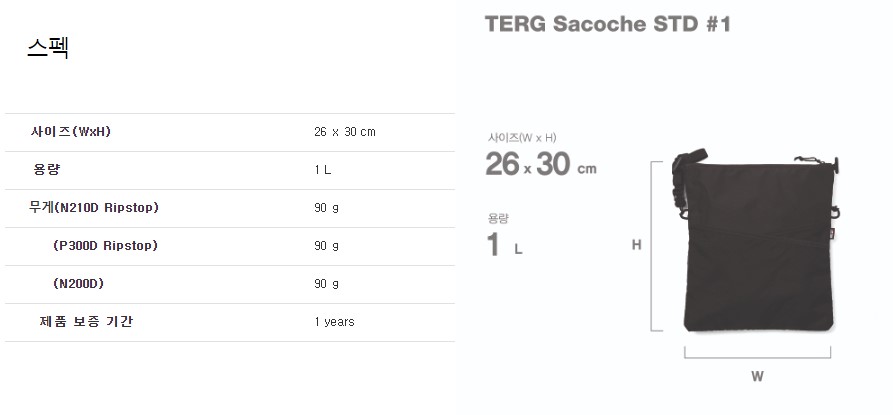 스펙
사이즈(WxH) 26 x 30 cm
용량 1 L
무게(N210D Ripstop) 90 g
(P300D Ripstop) 90 g
(N200D) 90 g
제품 보증 기간 1 years
TERG Sacoche STD #1
사이즈(W x H)
26 x 30 cm
용량
1 L
H
W